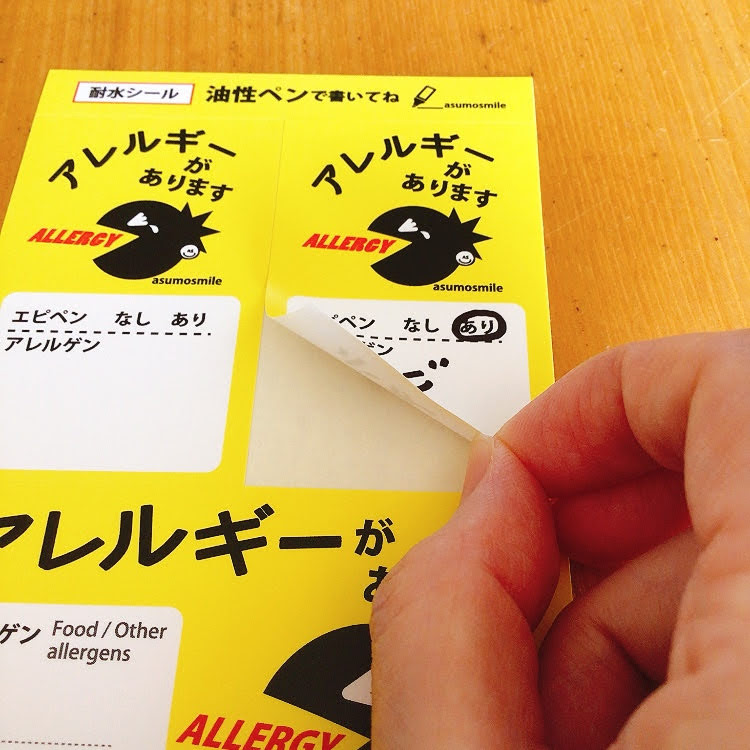 耐水シール 油性ペンで書いてね asumosmile
アレルギー
が
あります
ALLERGY
asumosmile
エピペン なし あり
アレルゲン
アレルギー
が
あります
ALLERGY
asumosmile
ペン なし あり
ン
アレルギーが
ゲン Food / Other
allergens
ALLERGY